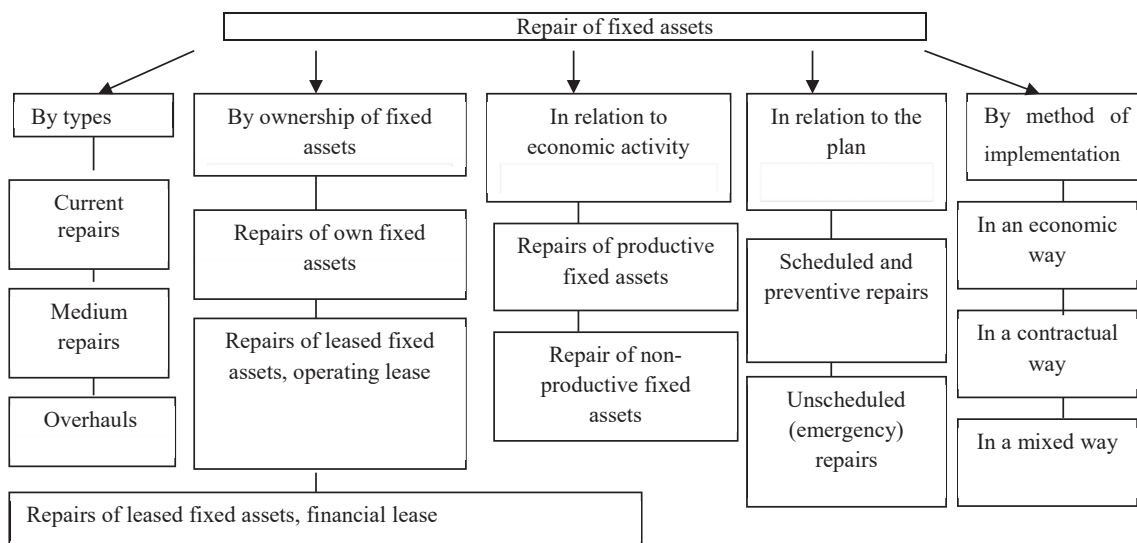 Repair of fixed assets
By types
Current
repairs
Medium
repairs
Overhauls
By ownership of fixed
assets
Repairs of own fixed
assets
Repairs of leased fixed
assets, operating lease
Repairs of leased fixed assets, financial lease
In relation to
economic activity
Repairs of productive
fixed assets
Repair of non-
productive fixed
assets
In relation to the
plan
Scheduled and
preventive repairs
Unscheduled
(emergency)
repairs
By method of
implementation
In an economic
way
In a contractual
way
In a mixed way